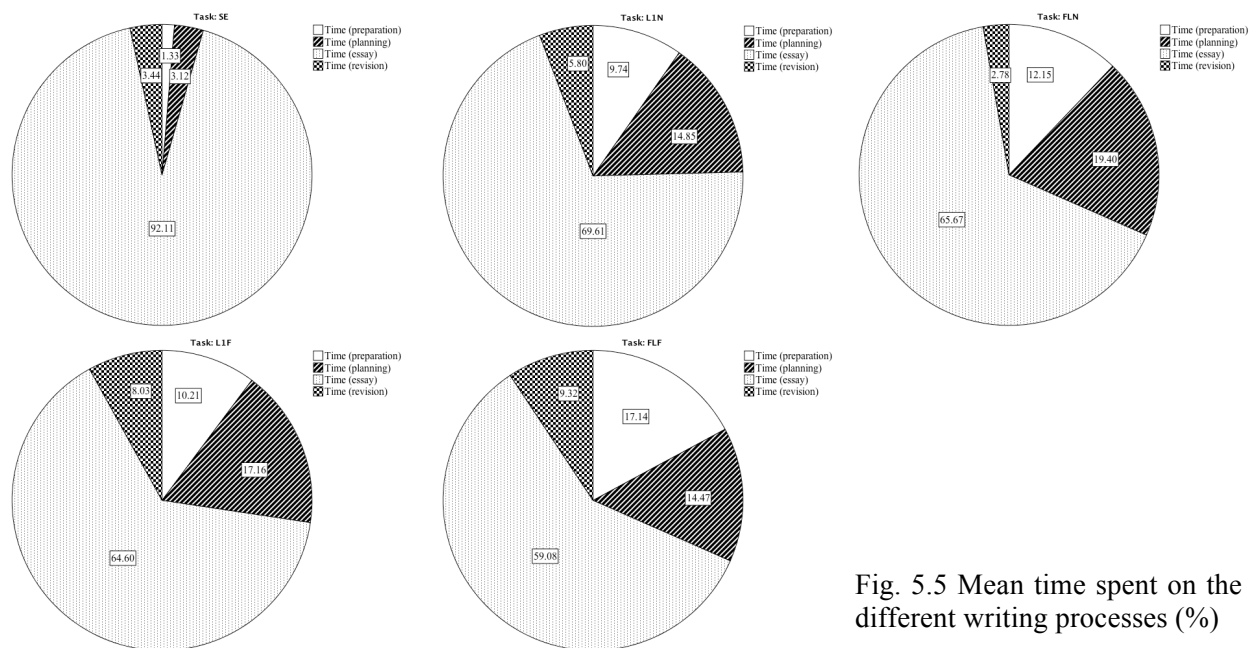 Task: SE
Time (preparation)
Time (planning)
Time (essay)
Time (revision)
1.33
3.44
3.12
92.11
Task: L1N
Time (preparation)
Time (planning)
Time (essay)
Time (revision)
5.80
9.74
14.85
69.61
Task: FLN
Time (preparation)
Time (planning)
Time (essay)
Time (revision)
2.78
12.15
19.40
65.67
Task: L1F
Time (preparation)
Time (planning)
Time (essay)
Time (revision)
8.03
10.21
17.16
64.60
Task: FLF
Time (preparation)
Time (planning)
Time (essay)
Time (revision)
9.32
17.14
14.47
59.08
Fig. 5.5 Mean time spent on the
different writing processes (%)